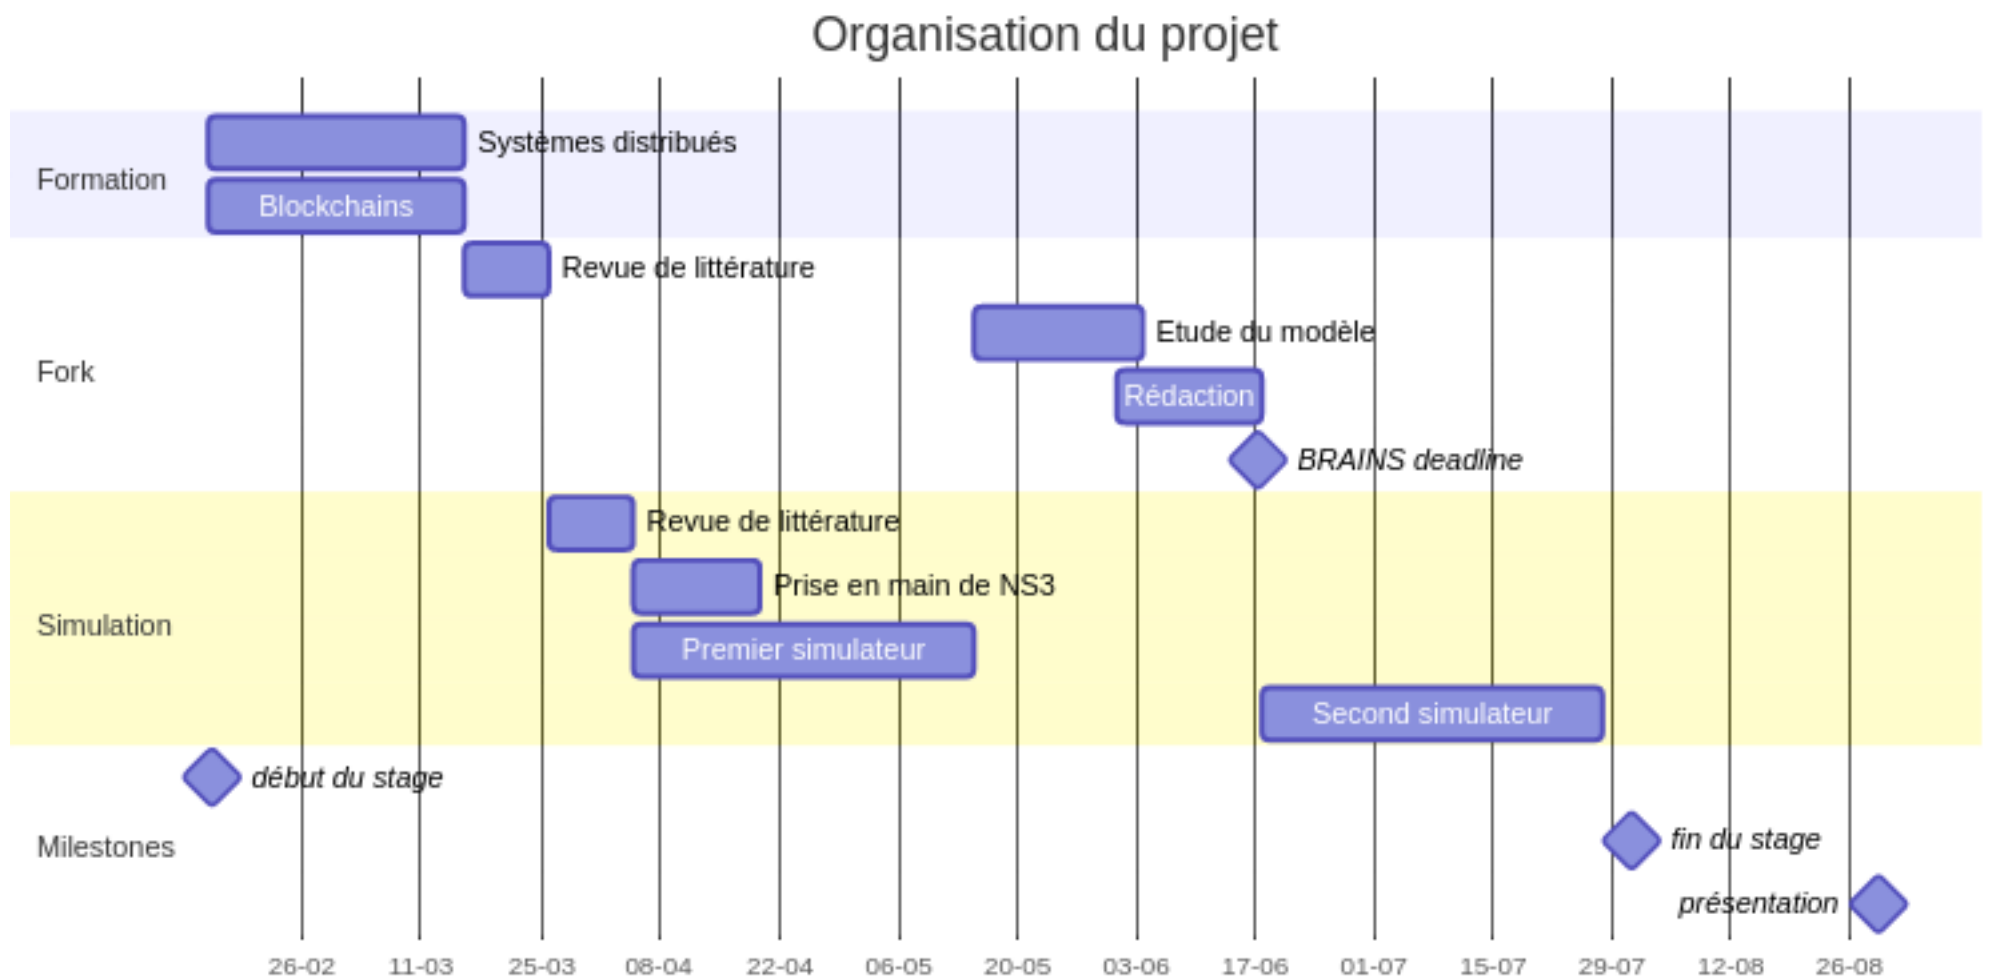 Organisation du projet
Formation
Systèmes distribués
Blockchains
Fork
Revue de littérature
Etude du modèle
Rédaction
BRAINS deadline
Simulation
Revue de littérature
Prise en main de NS3
Premier simulateur
Second simulateur
Milestones
début du stage
fin du stage
présentation
26-02 11-03 25-03 08-04 22-04 06-05 20-05 03-06 17-06 01-07 15-07 29-07 12-08 26-08